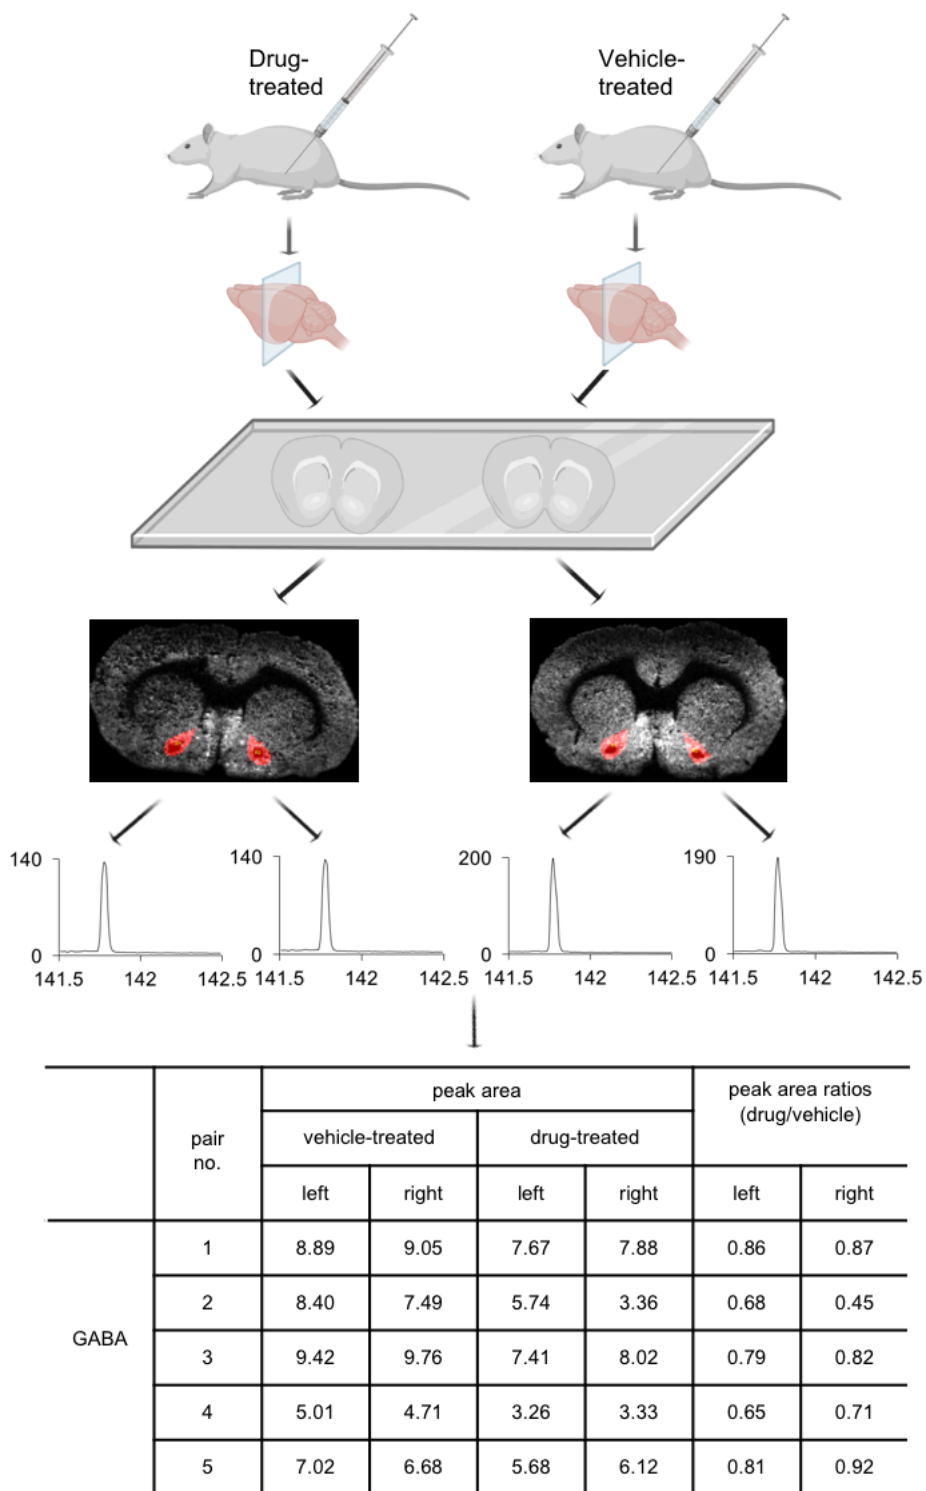 Drug-
treated
Vehicle-
treated
140
0
141.5 142 142.5
140
0
141.5 142 142.5
200
0
141.5 142 142.5
190
0
141.5 142 142.5
pair
no.
peak area
peak area ratios
(drug/vehicle)
vehicle-treated drug-treated
left right left right left right
GABA
1 8.89 9.05 7.67 7.88 0.86 0.87
2 8.40 7.49 5.74 3.36 0.68 0.45
3 9.42 9.76 7.41 8.02 0.79 0.82
4 5.01 4.71 3.26 3.33 0.65 0.71
5 7.02 6.68 5.68 6.12 0.81 0.92